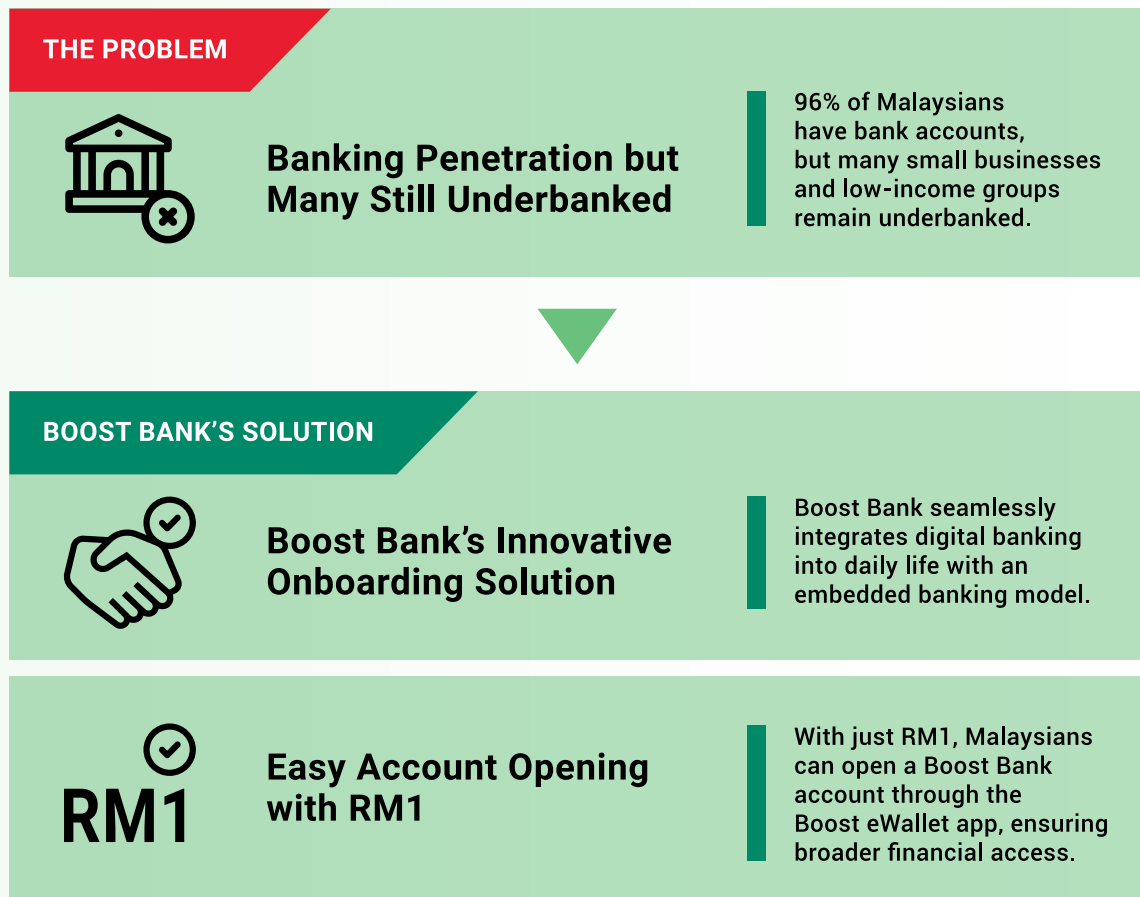 THE PROBLEM
Banking Penetration but
Many Still Underbanked
96% of Malaysians
have bank accounts,
but many small businesses
and low-income groups
remain underbanked.
BOOST BANK’S SOLUTION
Boost Bank’s Innovative
Onboarding Solution
Boost Bank seamlessly
integrates digital banking
into daily life with an
embedded banking model.
RM1
Easy Account Opening
with RM1
With just RM1, Malaysians
can open a Boost Bank
account through the
Boost eWallet app, ensuring
broader financial access.